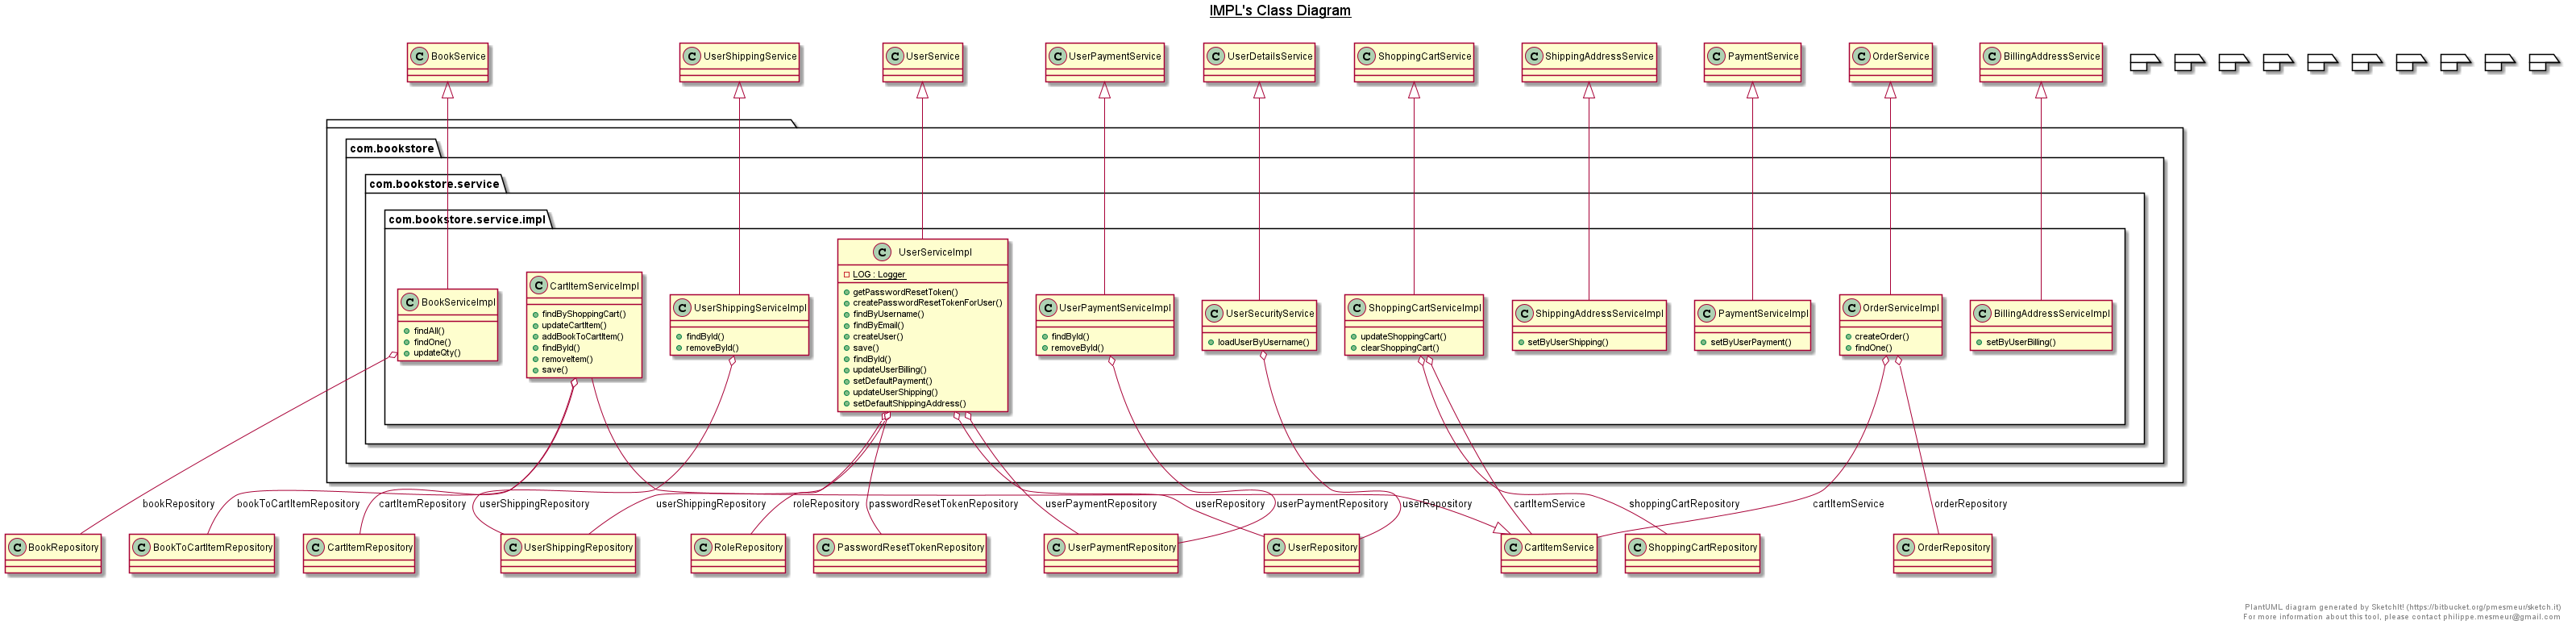 IMPL's Class Diagram
BookService
UserShippingService
UserService
UserPaymentService
UserDetailsService
ShoppingCartService
ShippingAddressService
PaymentService
OrderService
BillingAddressService
com.bookstore
com.bookstore.service
com.bookstore.service.impl
BookServiceImpl
findAll()
findOne()
updateQty()
CartItemServiceImpl
findByShoppingCart()
updateCartItem()
addBookToCartItem()
findById()
removeItem()
save()
UserShippingServiceImpl
findById()
removeById()
UserServiceImpl
LOG : Logger
getPasswordResetToken()
createPasswordResetTokenForUser()
findByUsername()
findByEmail()
createUser()
save()
findById()
updateUserBilling()
setDefaultPayment()
updateUserShipping()
setDefaultShippingAddress()
UserPaymentServiceImpl
findById()
removeById()
UserSecurityService
loadUserByUsername()
ShoppingCartServiceImpl
updateShoppingCart()
clearShoppingCart()
ShippingAddressServiceImpl
setByUserShipping()
PaymentServiceImpl
setByUserPayment()
OrderServiceImpl
createOrder()
findOne()
BillingAddressServiceImpl
setByUserBilling()
bookRepository
bookToCartItemRepository
cartItemRepository
userShippingRepository
userShippingRepository
roleRepository
passwordResetTokenRepository
userPaymentRepository
userRepository
userPaymentRepository
userRepository
cartItemService
shoppingCartRepository
cartItemService
orderRepository
BookRepository
BookToCartItemRepository
CartItemRepository
UserShippingRepository
RoleRepository
PasswordResetTokenRepository
UserPaymentRepository
UserRepository
CartItemService
ShoppingCartRepository
OrderRepository
PlantUML diagram generated by SketchIt! (https://bitbucket.org/pmesmeur/sketch.it)
For more information about this tool, please contact philippe.mesmeur@gmail.com